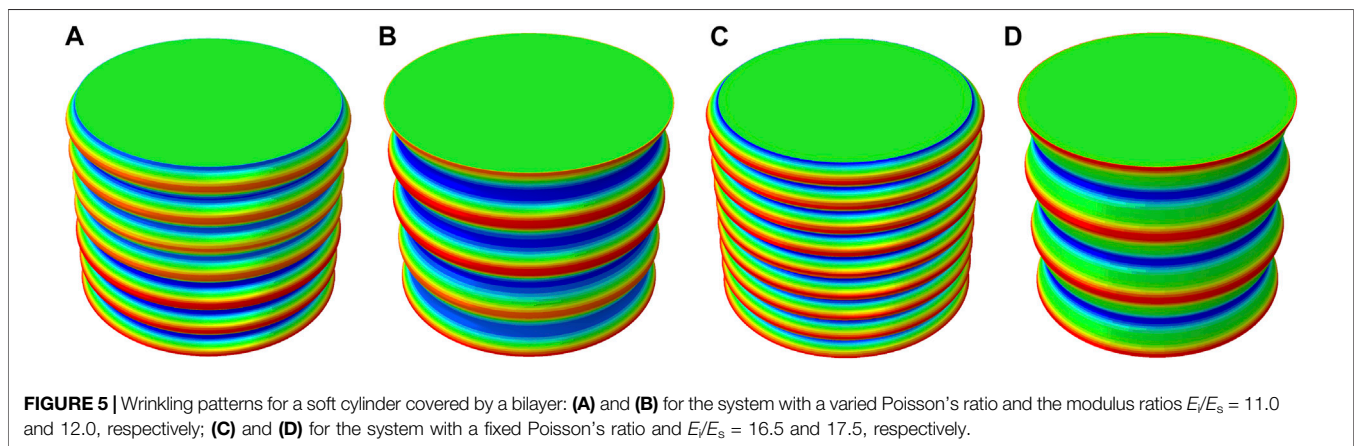 A B C D
FIGURE 5 | Wrinkling patterns for a soft cylinder covered by a bilayer: (A) and (B) for the system with a varied Poisson's ratio and the modulus ratios Ei/Es = 11.0
and 12.0, respectively; (C) and (D) for the system with a fixed Poisson's ratio and Ei/Es = 16.5 and 17.5, respectively.